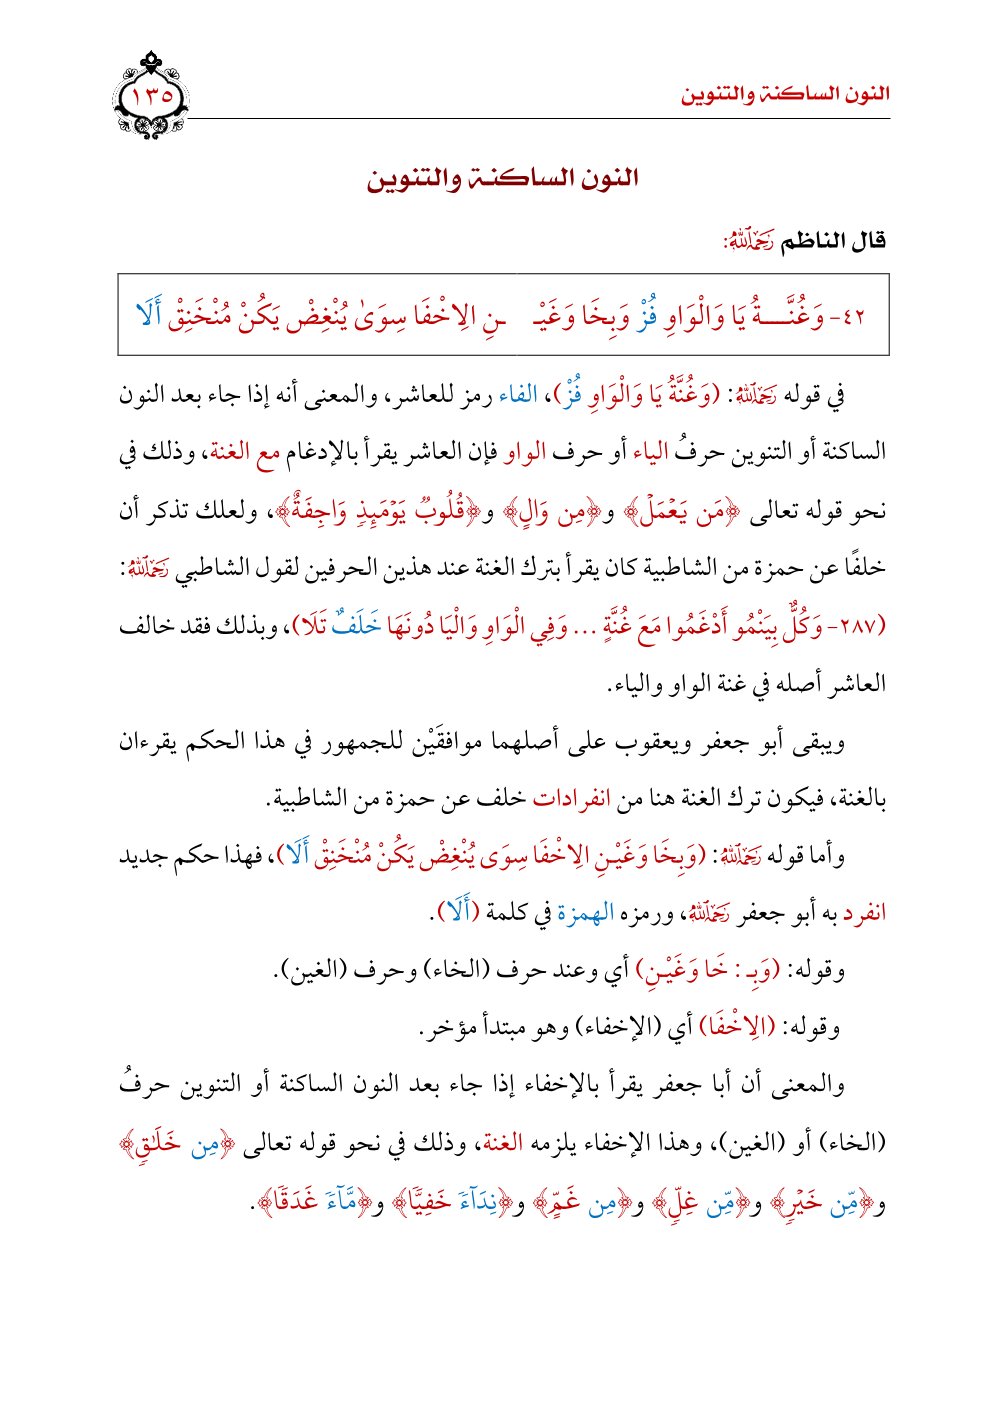 النون الساكنة والتنوين
١٣٥
النون الساكنة والتنوين
قال الناظم رَحِمَهُ اللَّهُ:
٤٢- وَغُنَّـــةُ يَا وَالْوَاوِ فُزْ وَبِخَا وَغَيْـ ـنِ الِاخْفَا سِوَىٰ يُنْغِضْ يَكُنْ مُنْخَنِقْ أَلَا
في قوله رَحِمَهُ اللَّهُ: (وَغُنَّةُ يَا وَالْوَاوِ فُزْ)، الفاء رمز للعاشر، والمعنى أنه إذا جاء بعد النون
الساكنة أو التنوين حرفُ الياء أو حرف الواو فإن العاشر يقرأ بالإدغام مع الغنة، وذلك في
نحو قوله تعالى ﴿مَن يَعْمَلْ﴾ و﴿مِن وَالٍ﴾ و﴿قُلُوبٌ يَوْمَئِذٍ وَاجِفَةٌ﴾، ولعلك تذكر أن
خلفًا عن حمزة من الشاطبية كان يقرأ بترك الغنة عند هذين الحرفين لقول الشاطبي رَحِمَهُ اللَّهُ:
(٢٨٧- وَكُلٌّ بِيَنْمُو أَدْغَمُوا مَعَ غُنَّةٍ ... وَفِي الْوَاوِ وَالْيَا دُونَهَا خَلَفٌ تَلَا)، وبذلك فقد خالف
العاشر أصله في غنة الواو والياء.
ويبقى أبو جعفر ويعقوب على أصلهما موافقَيْن للجمهور في هذا الحكم يقرءان
بالغنة، فيكون ترك الغنة هنا من انفرادات خلف عن حمزة من الشاطبية.
وأما قوله رَحِمَهُ اللَّهُ: (وَبِخَا وَغَيْـنِ الِاخْفَا سِوَى يُنْغِضْ يَكُنْ مُنْخَنِقْ أَلَا)، فهذا حكم جديد
انفرد به أبو جعفر رَحِمَهُ اللَّهُ، ورمزه الهمزة في كلمة (أَلَا).
وقوله: (وَبِـ : خَا وَغَيْـنِ) أي وعند حرف (الخاء) وحرف (الغين).
وقوله: (الِاخْفَا) أي (الإخفاء) وهو مبتدأ مؤخر.
والمعنى أن أبا جعفر يقرأ بالإخفاء إذا جاء بعد النون الساكنة أو التنوين حرفُ
(الخاء) أو (الغين)، وهذا الإخفاء يلزمه الغنة، وذلك في نحو قوله تعالى ﴿مِن خَلَٰقٍ﴾
و﴿مِّن خَيْرٍ﴾ و﴿مِّن غِلٍّ﴾ و﴿مِن غَمٍّ﴾ و﴿نِدَآءً خَفِيًّا﴾ و﴿مَّآءً غَدَقًا﴾.